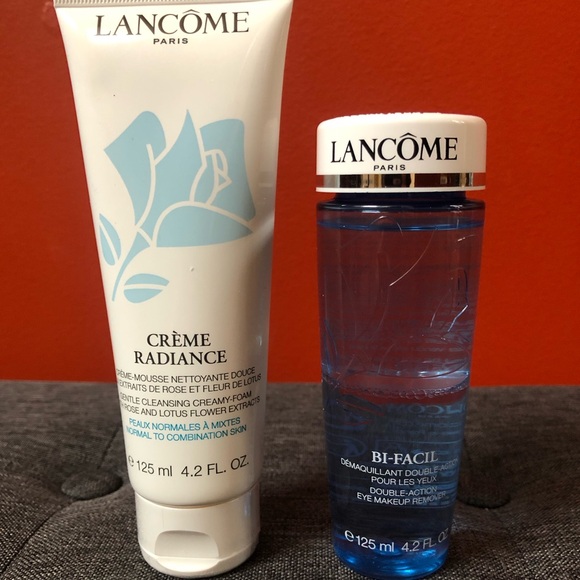 LANCÔME
PARIS
CRÈME
RADIANCE
CRÈME-MOUSSE NETTOYANTE DOUCE
EXTRAITS DE ROSE ET FLEUR DE LOTUS
GENTLE CLEANSING CREAMY-FOAM
ROSE AND LOTUS FLOWER EXTRACTS
PEAUX NORMALES À MIXTES
NORMAL TO COMBINATION SKIN
e 125 ml 4.2 FL. OZ.
LANCÔME
PARIS
BI-FACIL
DÉMAQUILLANT DOUBLE-ACTION
POUR LES YEUX
DOUBLE-ACTION
EYE MAKEUP REMOVER
e 125 ml 4.2 FL. OZ